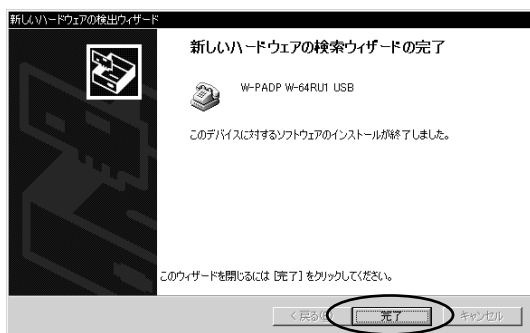 新しいハードウェアの検出ウィザード
新しいハードウェアの検索ウィザードの完了
W-PADP W-64RU1 USB
このデバイスに対するソフトウェアのインストールが終了しました。
このウィザードを閉じるには [完了] をクリックしてください。
< 戻る(B) 完了 キャンセル